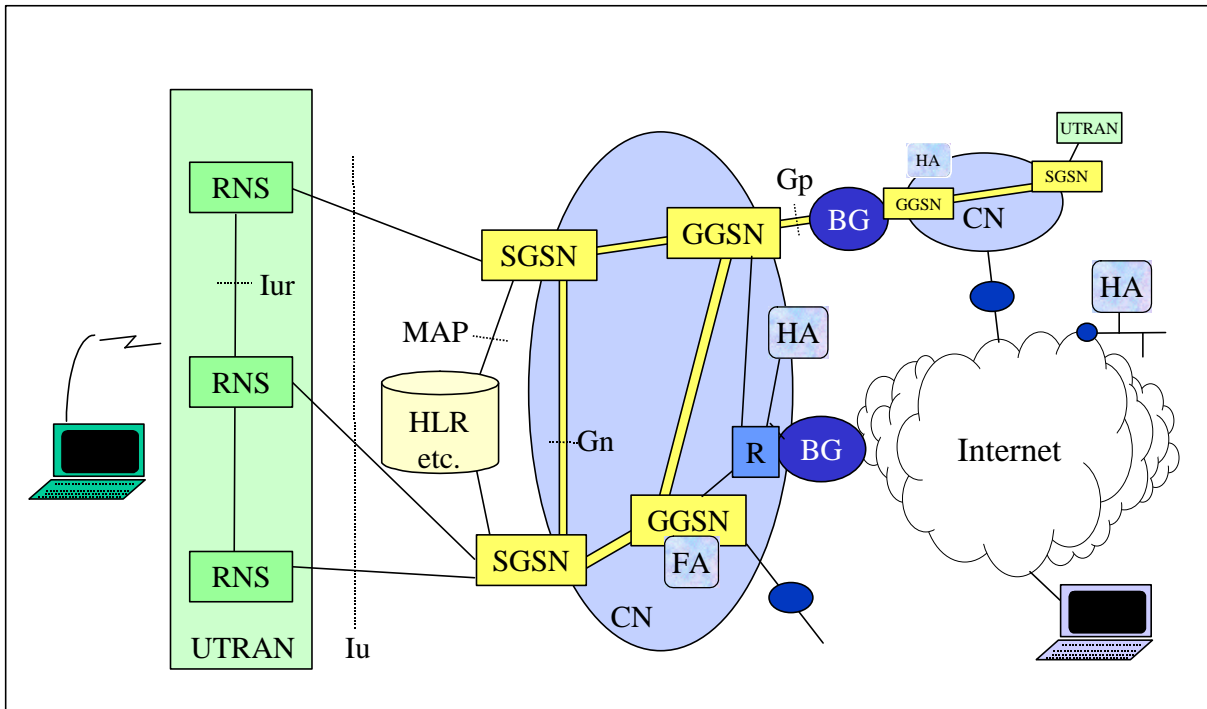 UTRAN
HA
RNS
SGSN
Gp
GGSN
BG
GGSN
CN
SGSN
Iur
HA
MAP
HA
RNS
HLR
etc.
Gn
R
BG
Internet
GGSN
SGSN
FA
RNS
CN
UTRAN
Iu